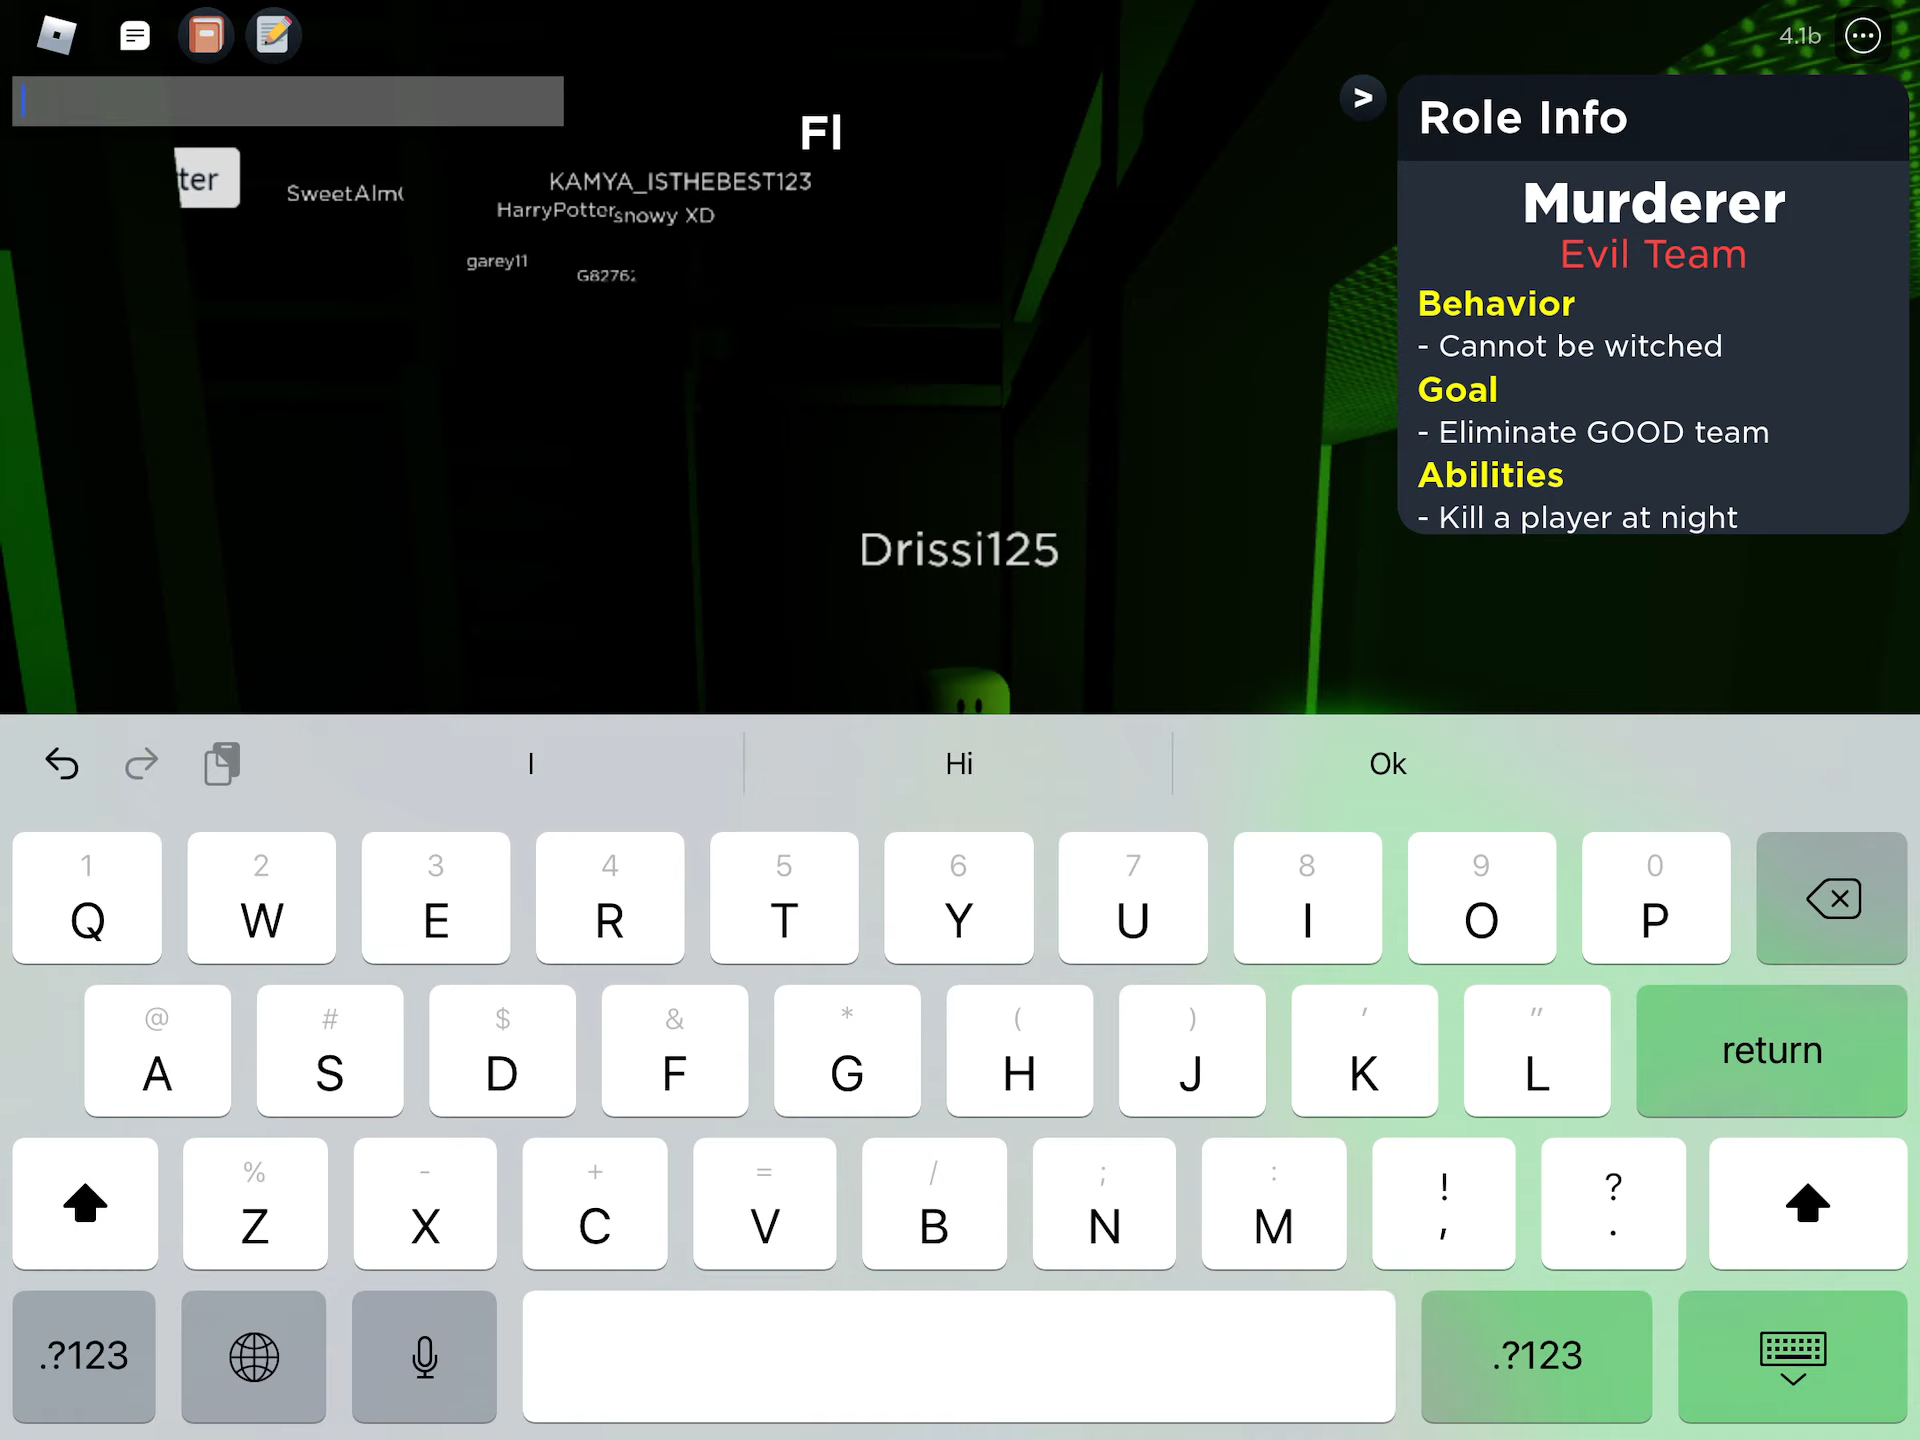 4.1b
Fl
>
Role Info
ter
SweetAlm
KAMYA_ISTHEBEST123
HarryPotter
snowy XD
garey11
G8276
Murderer
Evil Team
Behavior
- Cannot be witched
Goal
- Eliminate GOOD team
Abilities
- Kill a player at night
Drissi125
I Hi Ok
1 2 3 4 5 6 7 8 9 0
Q W E R T Y U I O P
@ # $ & * ( ) ' "
A S D F G H J K L return
% - + = / ; : ! ?
Z X C V B N M , .
.?123 .?123